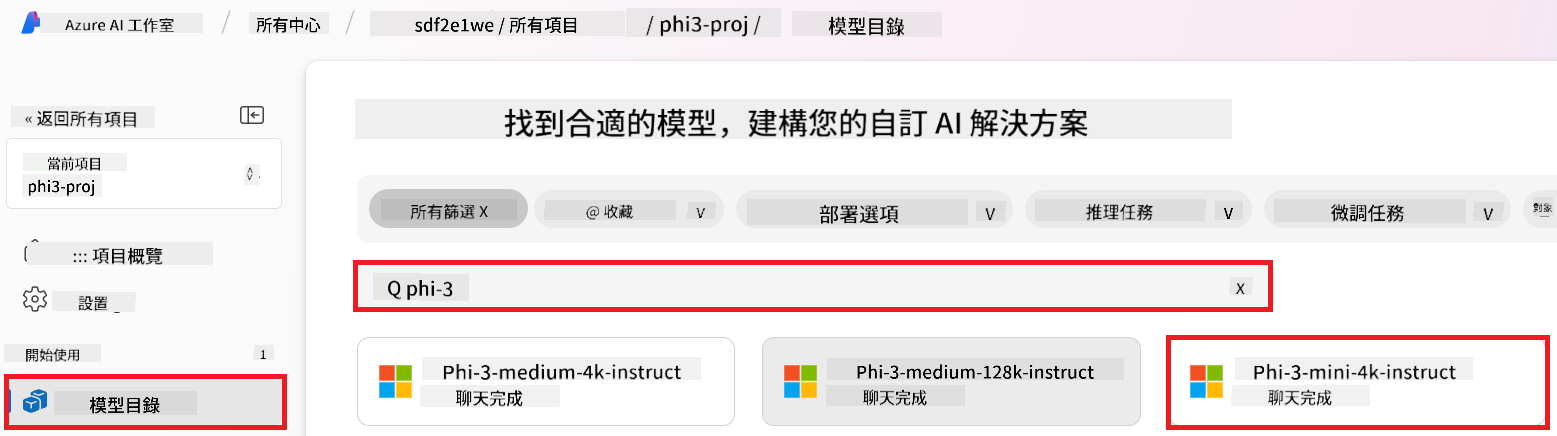 Azure AI 工作室 / 所有中心 / sdf2e1we / 所有項目 / phi3-proj / 模型目錄
« 返回所有項目
當前項目
phi3-proj
::: 項目概覽
設置
開始使用 1
模型目錄
找到合適的模型，建構您的自訂 AI 解決方案
所有篩選 X @ 收藏 V 部署選項 V 推理任務 V 微調任務 V 對象
Q phi-3 X
Phi-3-medium-4k-instruct
聊天完成
Phi-3-medium-128k-instruct
聊天完成
Phi-3-mini-4k-instruct
聊天完成